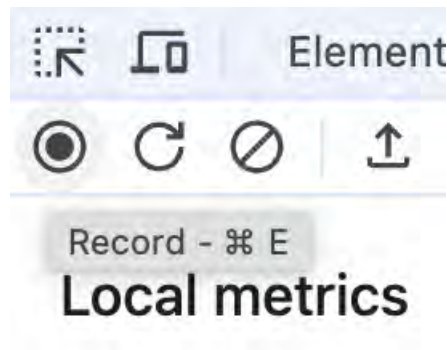 Element
Record - ⌘ E
Local metrics